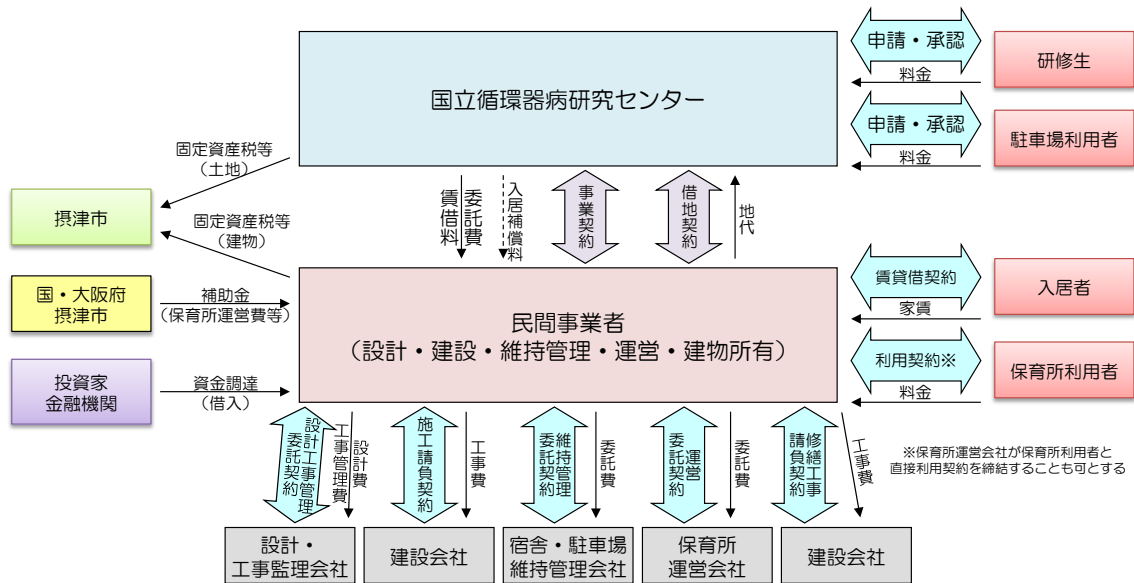 国立循環器病研究センター
申請・承認
料金
研修生
申請・承認
料金
駐車場利用者
固定資産税等
（土地）
摂津市
固定資産税等
（建物）
賃借料
委託費
入居補償料
事業契約
借地契約
地代
国・大阪府
摂津市
補助金
（保育所運営費等）
民間事業者
（設計・建設・維持管理・運営・建物所有）
賃貸借契約
家賃
入居者
利用契約※
料金
保育所利用者
投資家
金融機関
資金調達
（借入）
設計工事管理
委託契約
設計費
工事管理費
施工請負契約
工事費
維持管理
委託契約
委託費
運営
委託契約
委託費
修繕工事
請負契約
工事費
※保育所運営会社が保育所利用者と
直接利用契約を締結することも可とする
設計・
工事監理会社
建設会社
宿舎・駐車場
維持管理会社
保育所
運営会社
建設会社